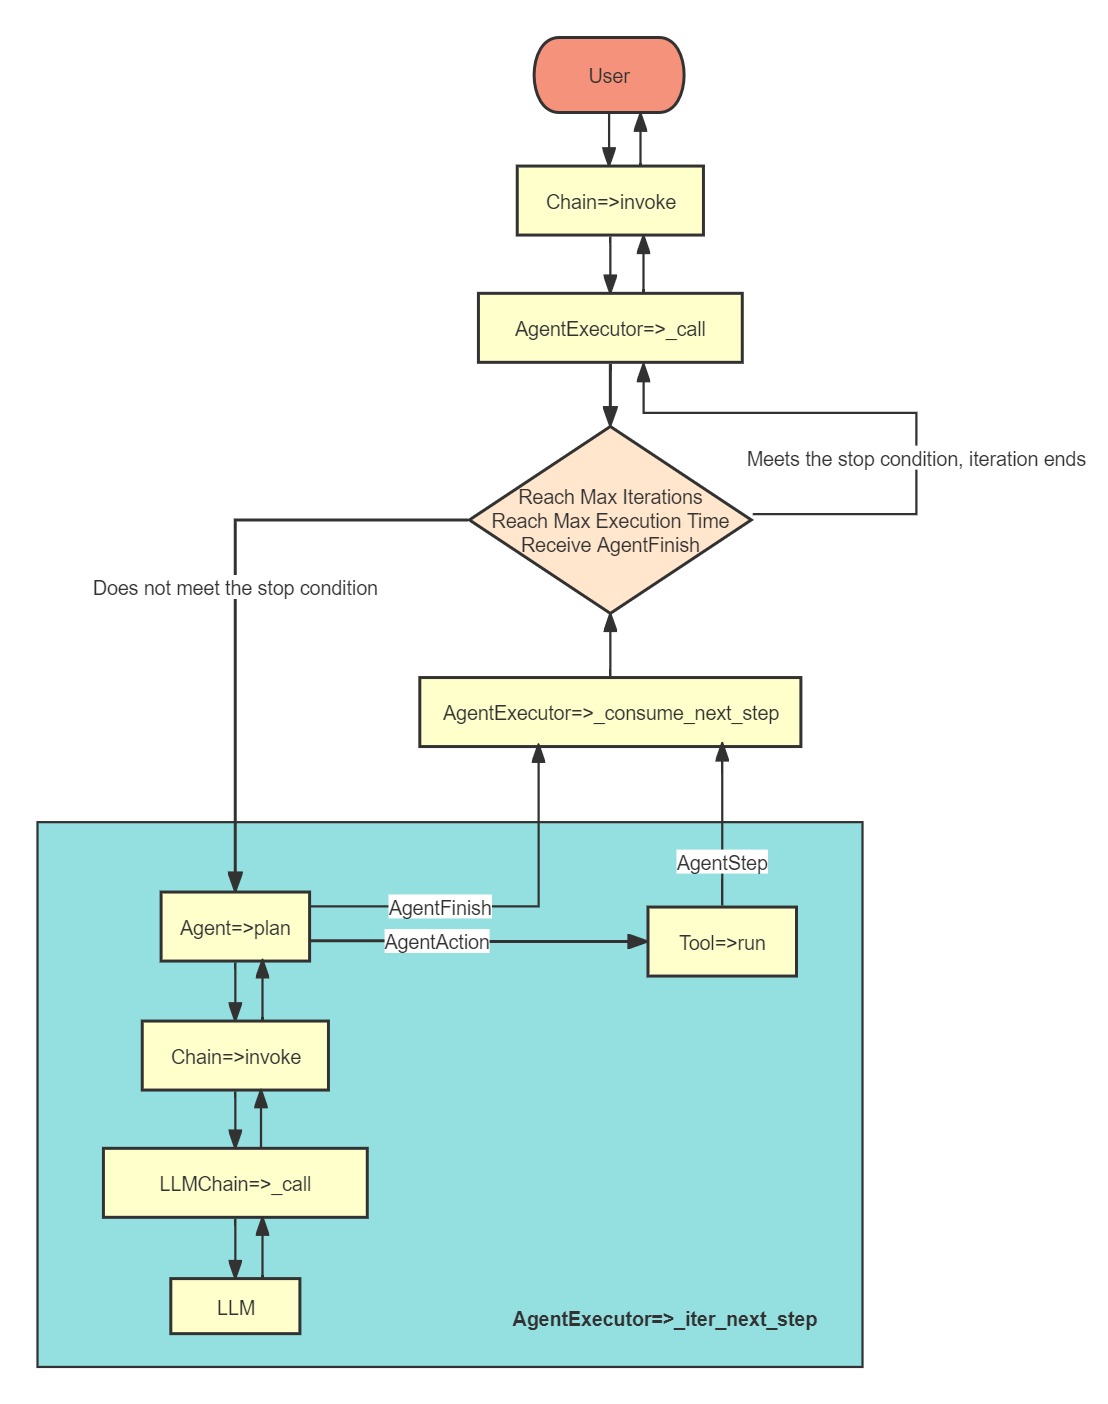 User
Chain=>invoke
AgentExecutor=>_call
Meets the stop condition, iteration ends
Reach Max Iterations
Reach Max Execution Time
Receive AgentFinish
Does not meet the stop condition
AgentExecutor=>_consume_next_step
AgentStep
AgentFinish
Agent=>plan
AgentAction
Tool=>run
Chain=>invoke
LLMChain=>_call
LLM
AgentExecutor=>_iter_next_step